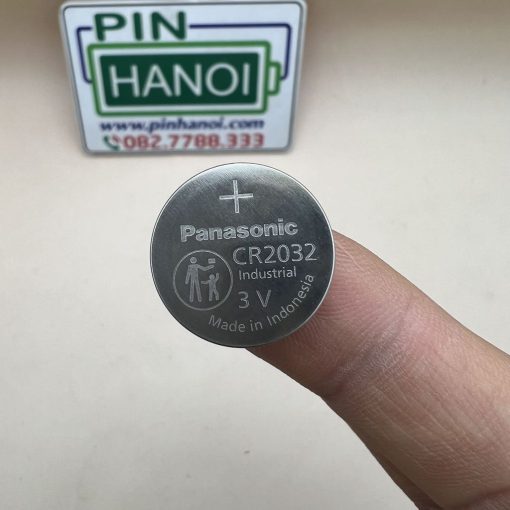 PIN
HANOI
www.pinhanoi.com
082.7788.333
+
Panasonic
CR2032
Industrial
3 V
Made in Indonesia